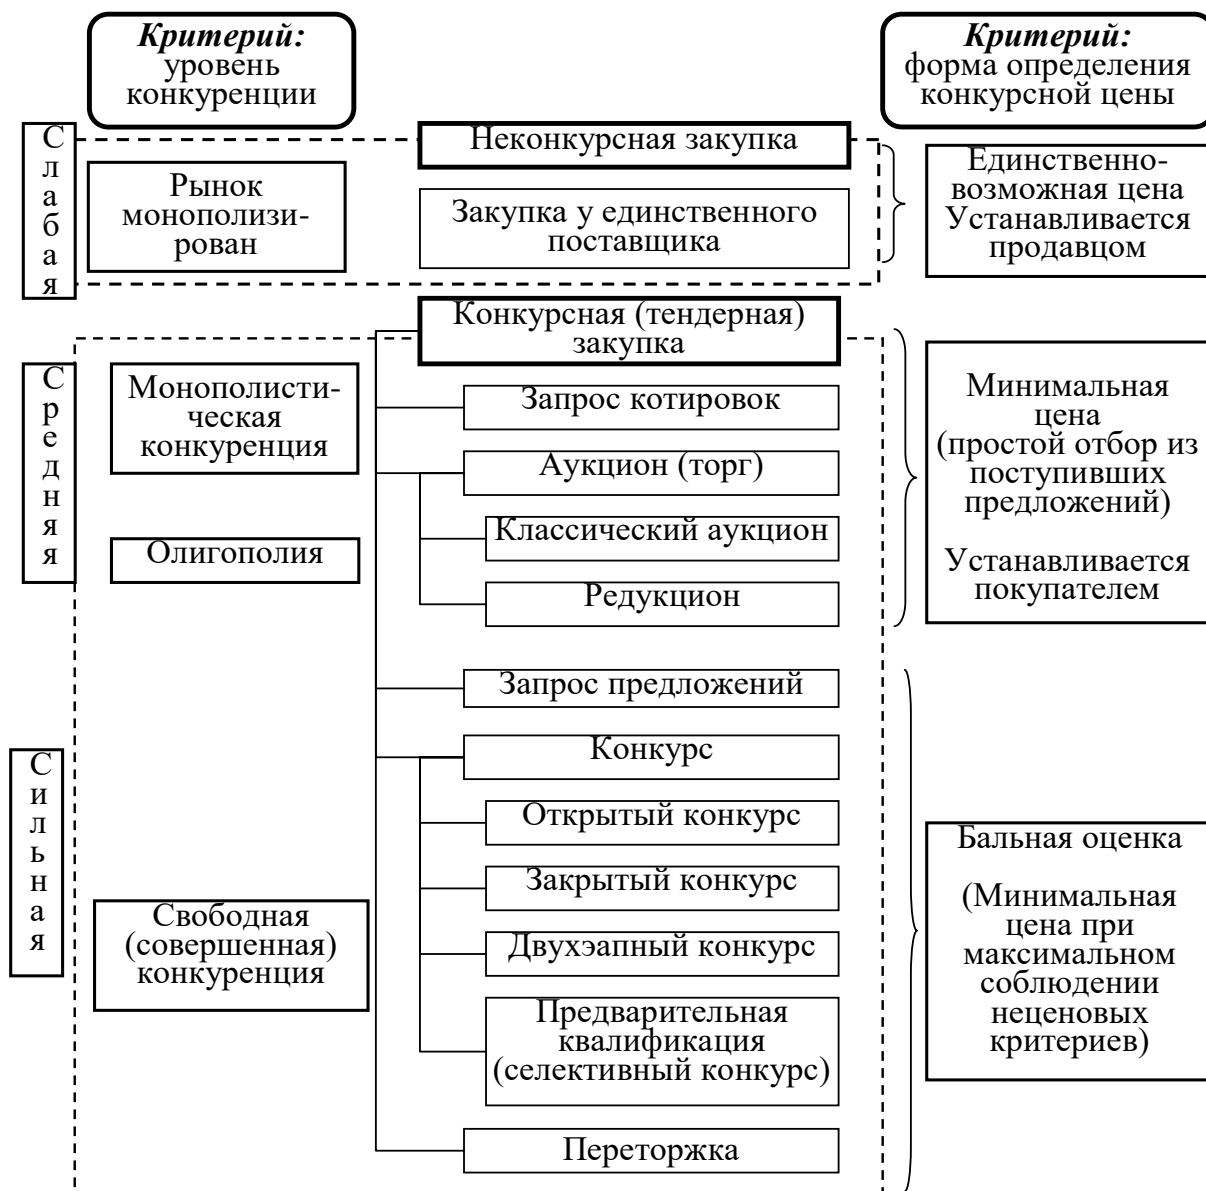 Критерий:
уровень
конкуренции
Критерий:
форма определения
конкурсной цены
С
л
а
б
а
я
Неконкурсная закупка
Рынок
монополизи-
рован
Закупка у единственного
поставщика
Единственно-
возможная цена
Устанавливается
продавцом
Конкурсная (тендерная)
закупка
С
р
е
д
н
я
я
Монополисти-
ческая
конкуренция
Олигополия
Запрос котировок
Аукцион (торг)
Классический аукцион
Редукцион
Минимальная
цена
(простой отбор из
поступивших
предложений)
Устанавливается
покупателем
Запрос предложений
Конкурс
С
и
л
ь
н
а
я
Открытый конкурс
Закрытый конкурс
Двухэапный конкурс
Предварительная
квалификация
(селективный конкурс)
Переторжка
Свободная
(совершенная)
конкуренция
Бальная оценка
(Минимальная
цена при
максимальном
соблюдении
неценовых
критериев)